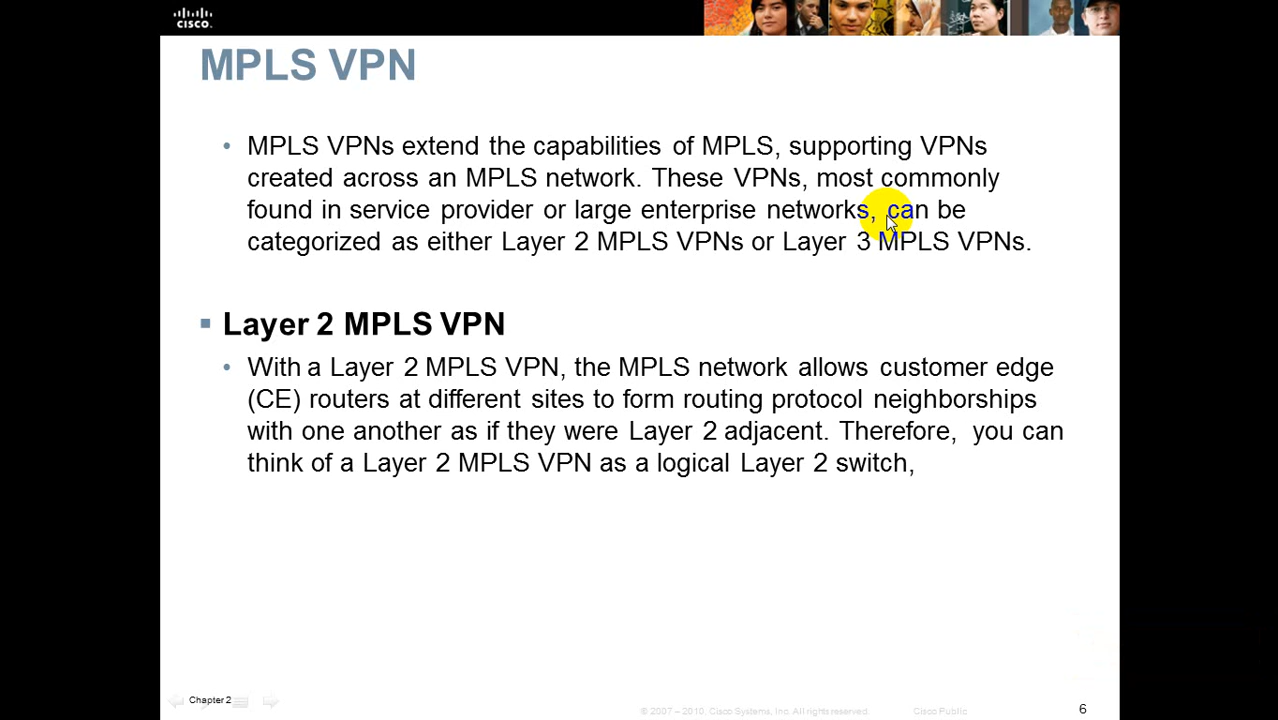 CISCO.
MPLS VPN
• MPLS VPNs extend the capabilities of MPLS, supporting VPNs
created across an MPLS network. These VPNs, most commonly
found in service provider or large enterprise networks, can be
categorized as either Layer 2 MPLS VPNs or Layer 3 MPLS VPNs.
▪ Layer 2 MPLS VPN
• With a Layer 2 MPLS VPN, the MPLS network allows customer edge
(CE) routers at different sites to form routing protocol neighborships
with one another as if they were Layer 2 adjacent. Therefore, you can
think of a Layer 2 MPLS VPN as a logical Layer 2 switch,
Chapter 2
© 2007 – 2010, Cisco Systems, Inc. All rights reserved.
Cisco Public
6